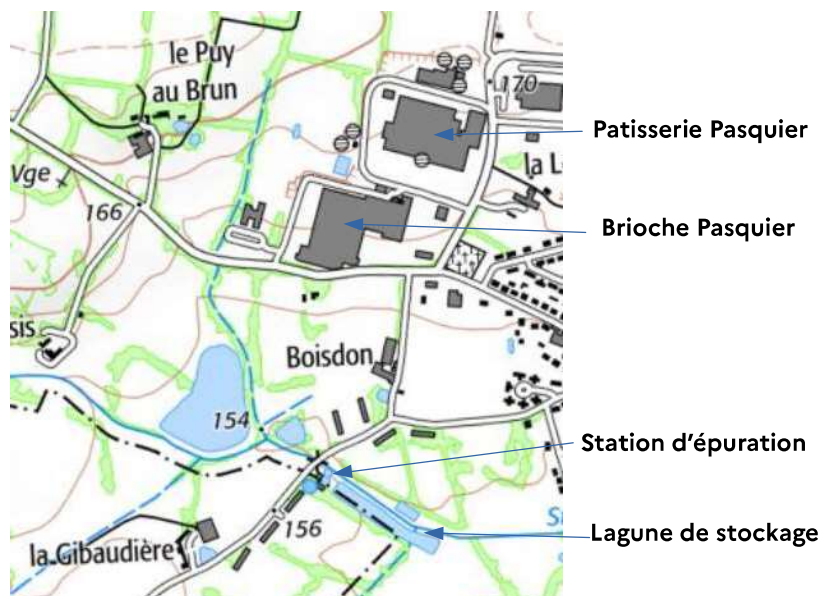 le Puy
au Brun
170
Patisserie Pasquier
Vge
la L
166
Brioche Pasquier
sis
Boisdon
154
Station d'épuration
156
Lagune de stockage
la Gibaudière